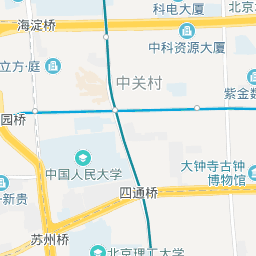 科电大厦
北京
海淀桥
中科资源大厦
立方·庭
中关村
紫金数
园桥
中国人民大学
大钟寺古钟
博物馆
四通桥
新贵
苏州桥
北京理工大学